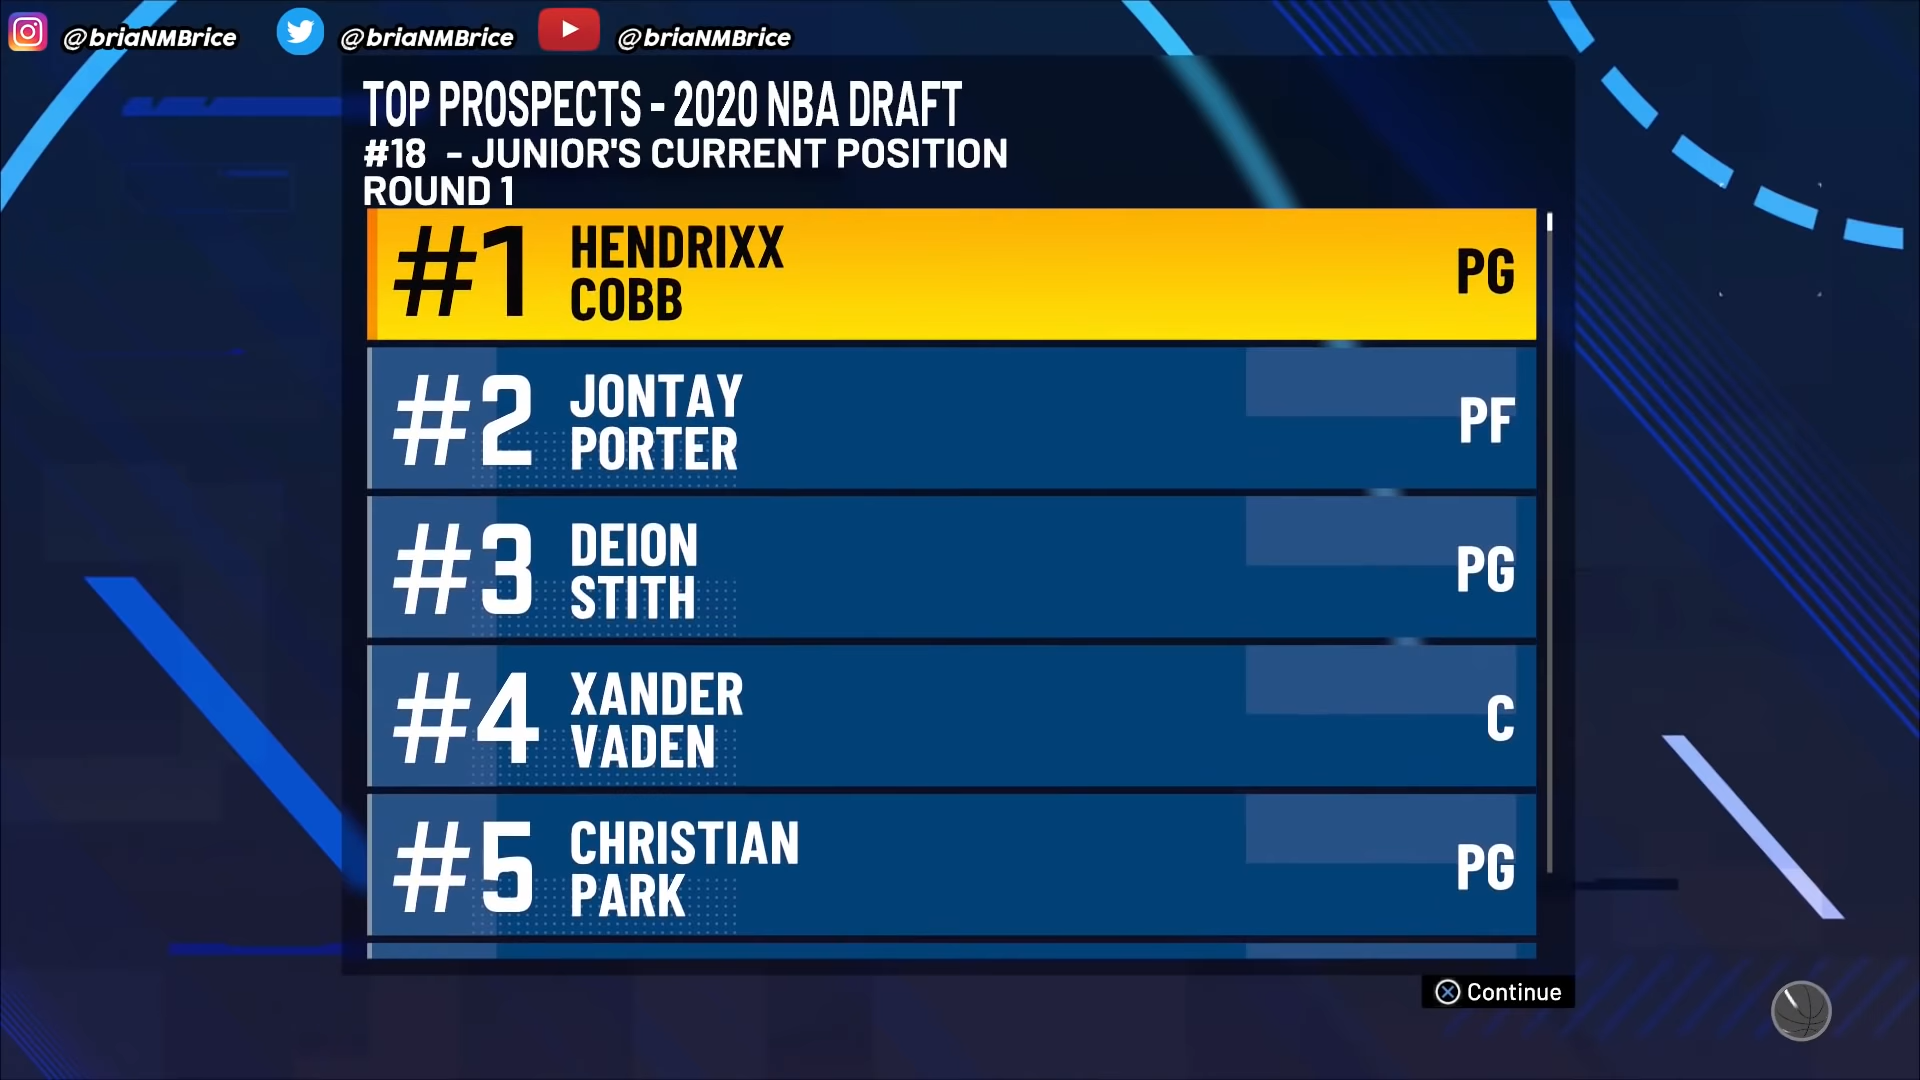 @briaNMBrice @briaNMBrice @briaNMBrice
TOP PROSPECTS - 2020 NBA DRAFT
#18 - JUNIOR'S CURRENT POSITION
ROUND 1
#1 HENDRIXX COBB PG
#2 JONTAY PORTER PF
#3 DEION STITH PG
#4 XANDER VADEN C
#5 CHRISTIAN PARK PG
Continue